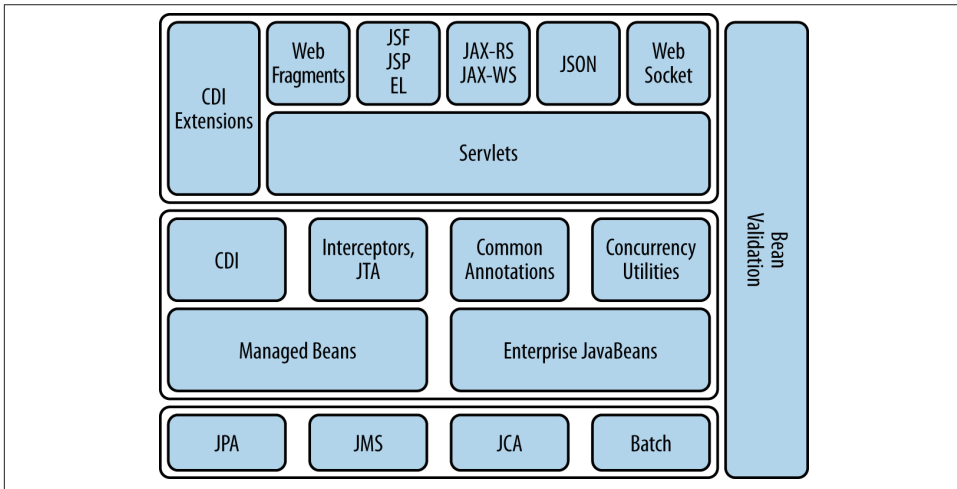 CDI
Extensions
Web
Fragments
JSF
JSP
EL
JAX-RS
JAX-WS
JSON
Web
Socket
Servlets
CDI
Interceptors,
JTA
Common
Annotations
Concurrency
Utilities
Managed Beans
Enterprise JavaBeans
JPA
JMS
JCA
Batch
Bean
Validation